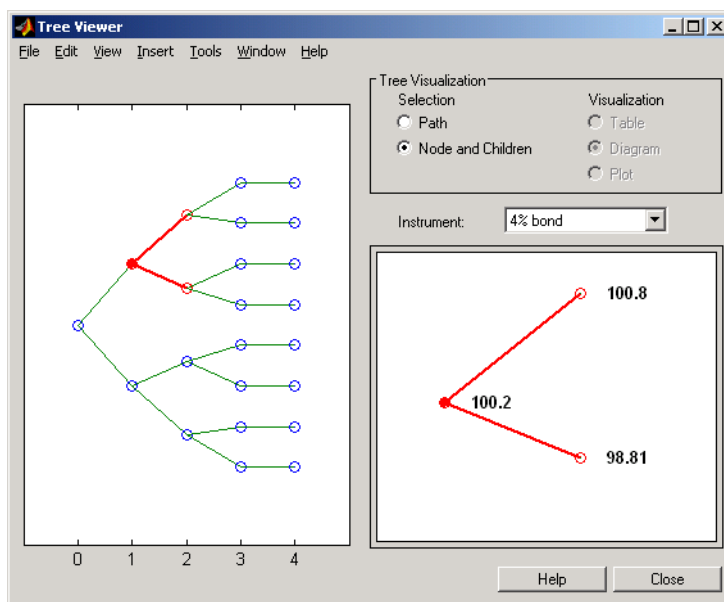 Tree Viewer
File Edit View Insert Tools Window Help
Tree Visualization
Selection Visualization
Path Table
Node and Children Diagram
Plot
Instrument: 4% bond
100.8
100.2
98.81
0 1 2 3 4
Help Close